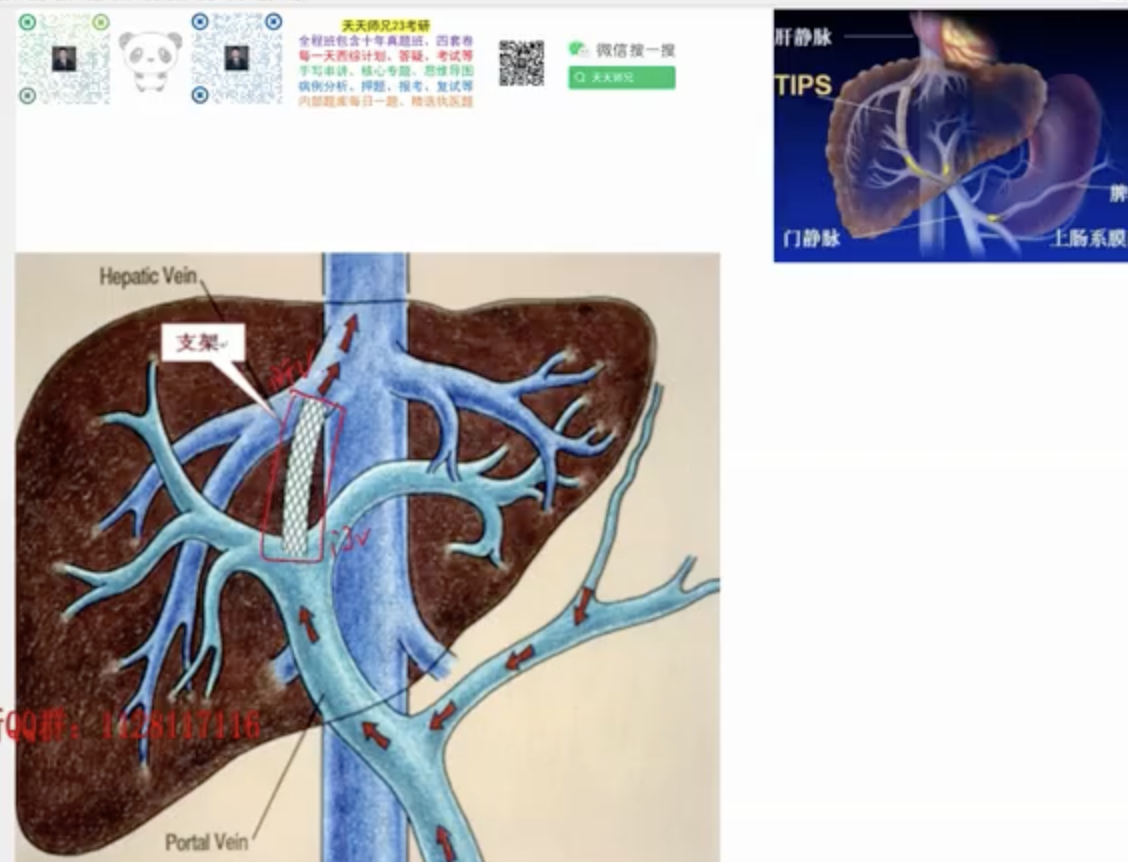 天天师兄23考研
全程班包含十年真题班、四套卷
每一天西综计划、答疑、考试等
手写串讲、核心专题、思维导图
病例分析、押题、报考、复试等
内部题库每日一题、精选执医题
微信搜一搜
天天师兄
肝静脉
TIPS
脾
门静脉
上肠系膜
Hepatic Vein
支架
肝V
门V
QQ群：1128117116
Portal Vein